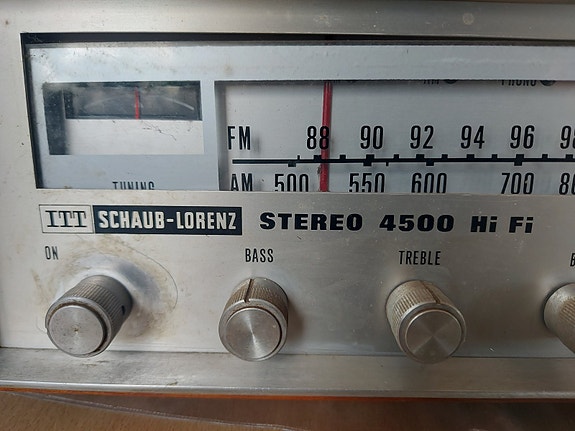 FM 88 90 92 94 96
AM 500 550 600 700
TUNING
ITT SCHAUB-LORENZ STEREO 4500 Hi Fi
ON BASS TREBLE